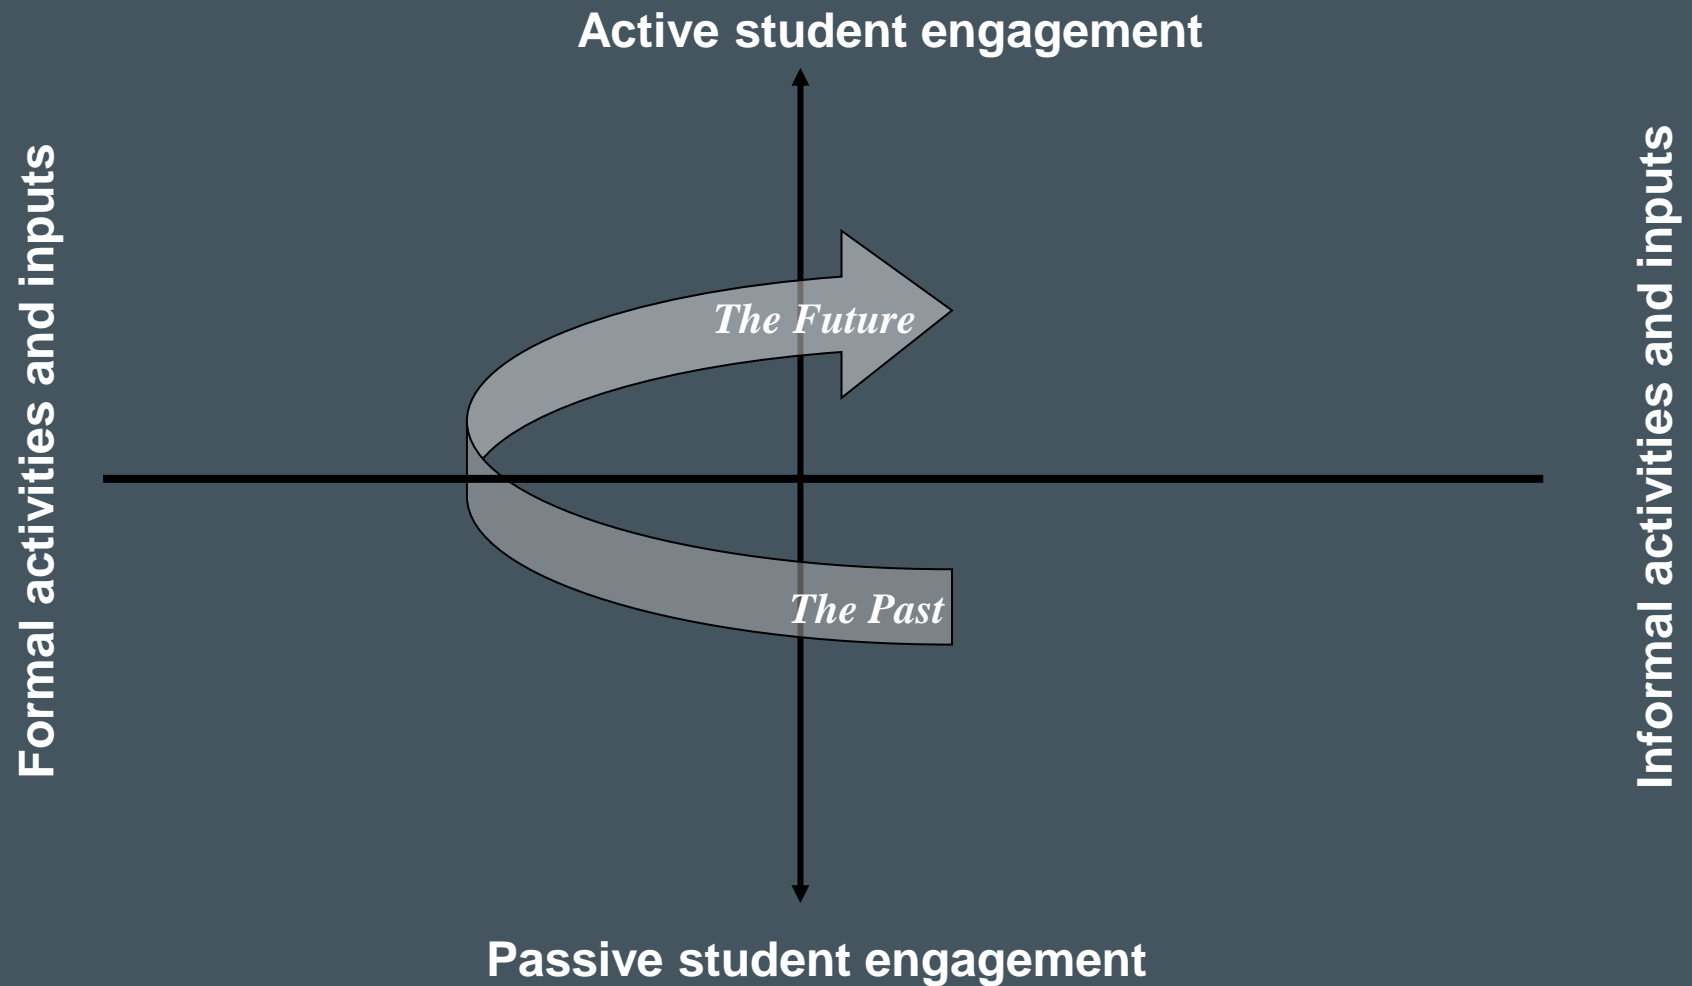 Active student engagement
Formal activities and inputs
Informal activities and inputs
The Future
The Past
Passive student engagement